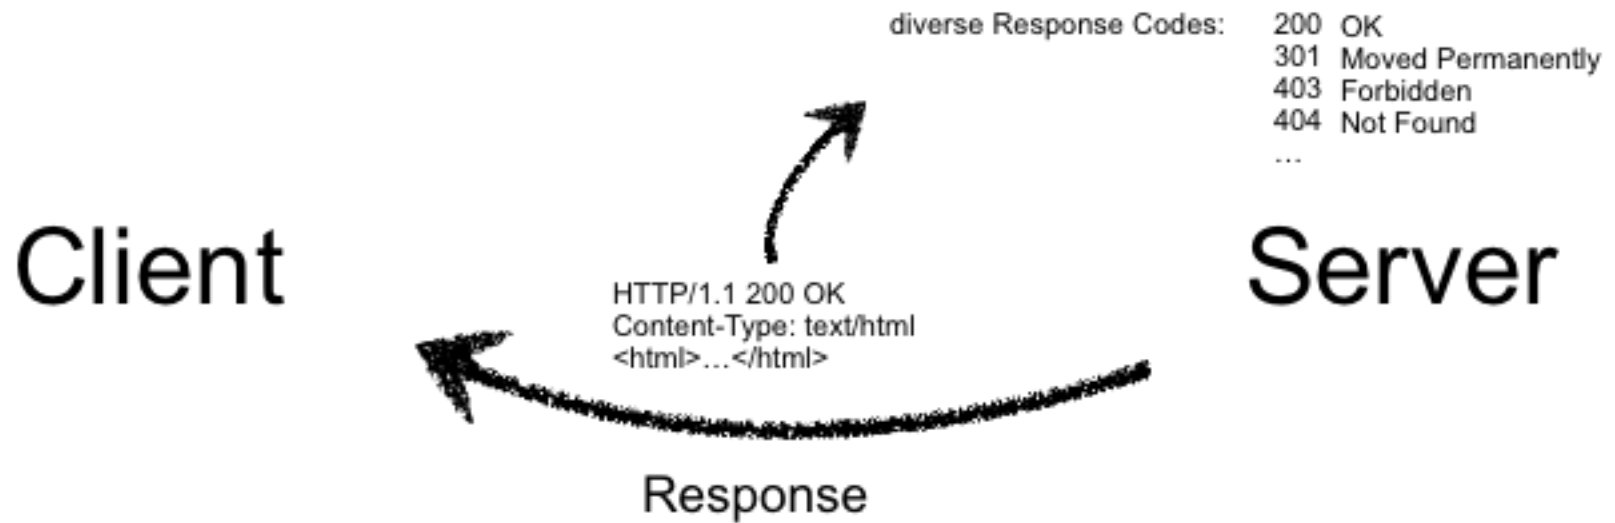 diverse Response Codes:
200 OK
301 Moved Permanently
403 Forbidden
404 Not Found
...
Client
Server
HTTP/1.1 200 OK
Content-Type: text/html
<html>...</html>
Response